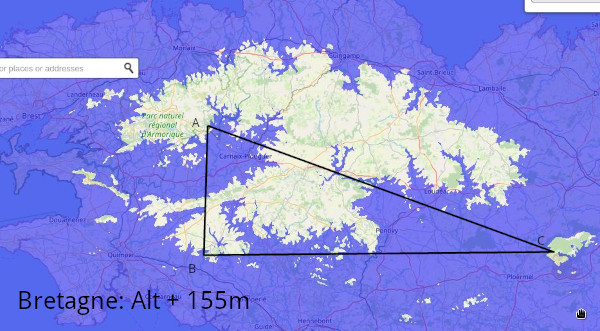 or places or addresses
Morlaix
Guingamp
Saint-Brieuc
Landerneau
Lamballe
Brest
Parc naturel
régional
d'Armorique
A
Carhaix-Plouguer
Loudéac
Douarnenez
Pontivy
C
Quimper
B
Ploërmel
Bretagne: Alt + 155m
Hennebont